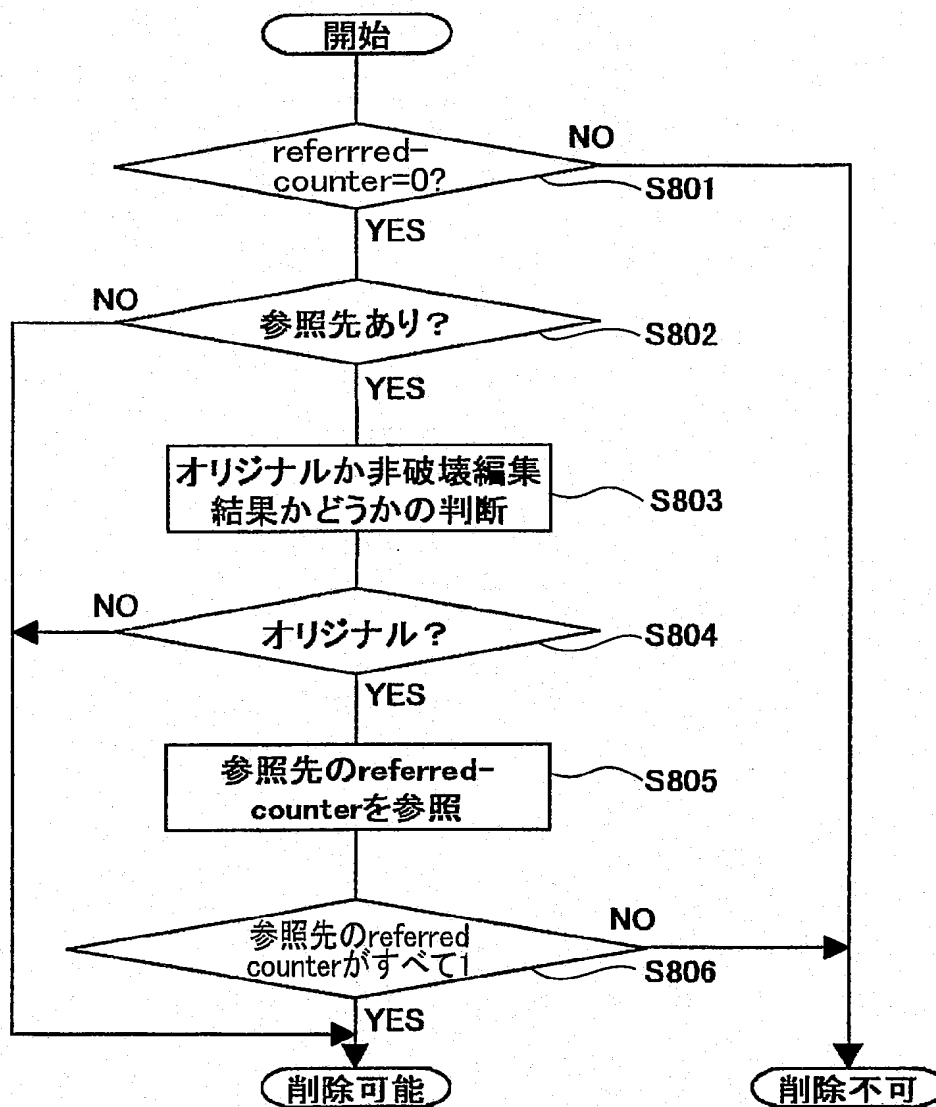 開始
referrred-
counter=0?
NO
S801
YES
NO
参照先あり？
S802
YES
オリジナルか非破壊編集
結果かどうかの判断
S803
NO
オリジナル？
S804
YES
参照先のreferred-
counterを参照
S805
参照先のreferred
counterがすべて1
NO
S806
YES
削除可能
削除不可